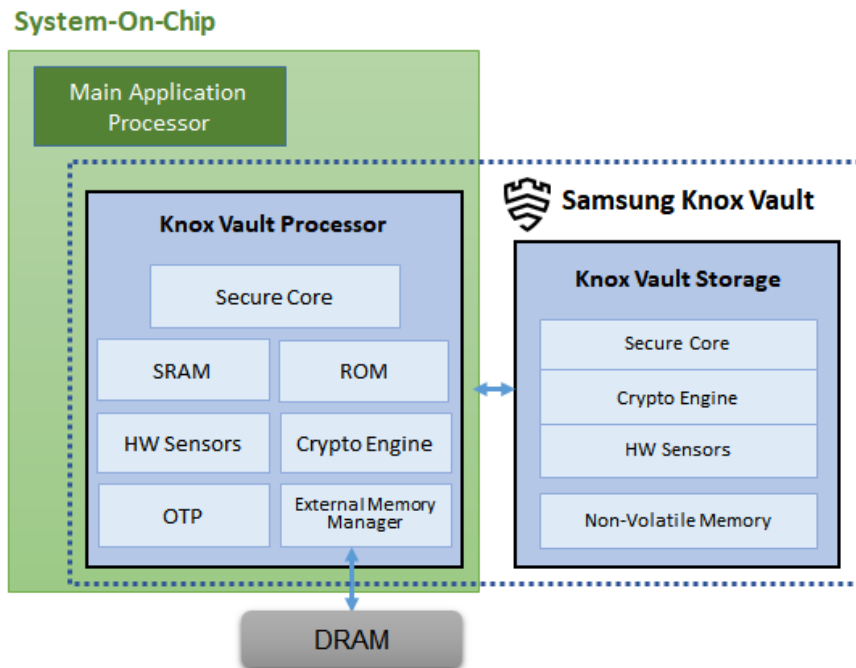 System-On-Chip
Main Application
Processor
Samsung Knox Vault
Knox Vault Processor
Secure Core
SRAM
ROM
HW Sensors
Crypto Engine
OTP
External Memory
Manager
Knox Vault Storage
Secure Core
Crypto Engine
HW Sensors
Non-Volatile Memory
DRAM